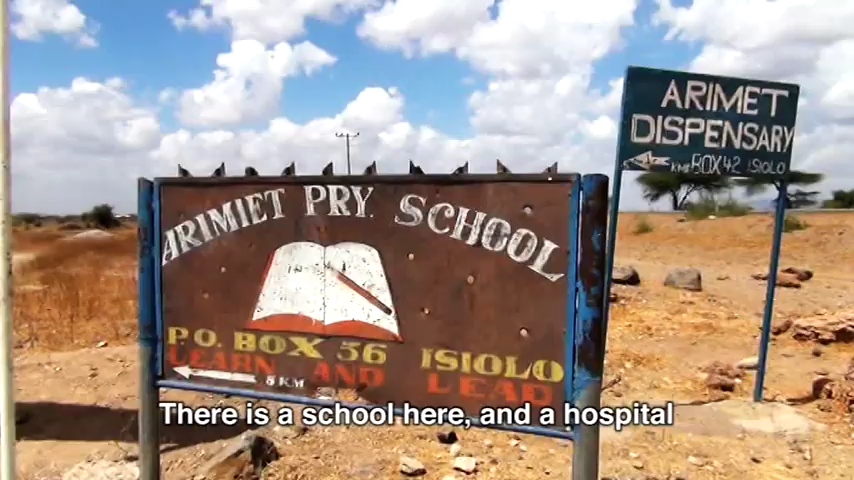 ARIMIET PRY. SCHOOL
P.O. BOX 56 ISIOLO
LEARN AND LEAD
8 KM
ARIMET
DISPENSARY
BOX 42 ISIOLO
There is a school here, and a hospital